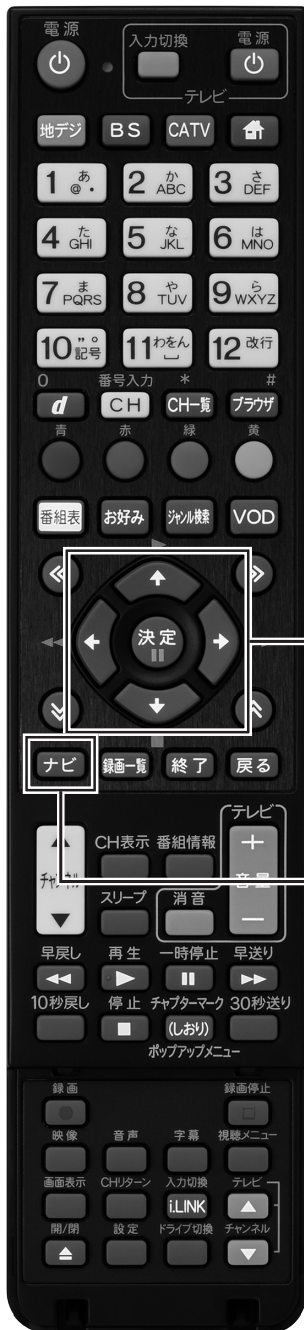 電源 入力切換 電源
テレビ
地デジ BS CATV
1 あ @. 2 か ABC 3 さ DEF
4 た GHI 5 な JKL 6 は MNO
7 ま PQRS 8 や TUV 9 ら WXYZ
10 ゛゜ 記号 11 わをん 12 改行
0 番号入力 * #
d CH CH一覧 ブラウザ
青 赤 緑 黄
番組表 お好み ジャンル検索 VOD
決定
ナビ 録画一覧 終了 戻る
テレビ
CH表示 番組情報 +
チャンネル 音量
スリープ 消音 −
早戻し 再生 一時停止 早送り
10秒戻し 停止 チャプターマーク 30秒送り
(しおり)
ポップアップメニュー
録画 録画停止
映像 音声 字幕 視聴メニュー
画面表示 CHリターン 入力切換 テレビ
i.LINK
開/閉 設定 ドライブ切換 チャンネル